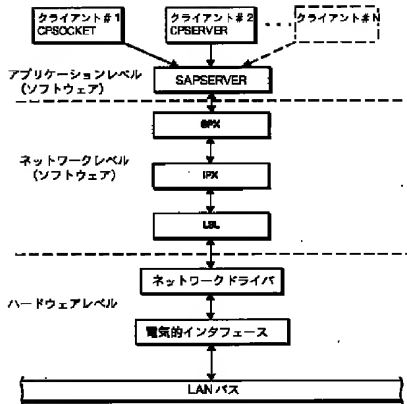 クライアント#1
CPSOCKET
クライアント#2
CPSERVER
クライアント#N
アプリケーションレベル
(ソフトウェア)
SAPSERVER
SPX
ネットワークレベル
(ソフトウェア)
IPX
LSL
ネットワークドライバ
ハードウェアレベル
電気的インタフェース
LANバス